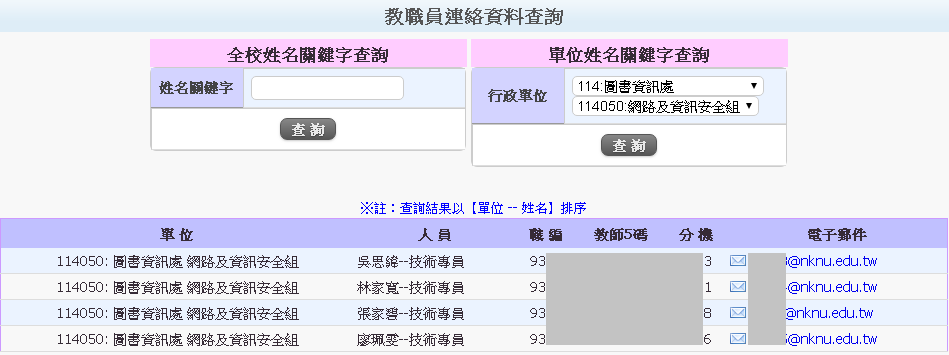 教職員連絡資料查詢
全校姓名關鍵字查詢
姓名關鍵字
查 詢
單位姓名關鍵字查詢
行政單位
114:圖書資訊處
114050:網路及資訊安全組
查 詢
※註：查詢結果以【單位 -- 姓名】排序
單 位 人 員 職 編 教師5碼 分 機 電子郵件
114050: 圖書資訊處 網路及資訊安全組 吳思絳--技術專員 93 3 @nknu.edu.tw
114050: 圖書資訊處 網路及資訊安全組 林家寬--技術專員 93 1 @nknu.edu.tw
114050: 圖書資訊處 網路及資訊安全組 張家碧--技術專員 93 8 @nknu.edu.tw
114050: 圖書資訊處 網路及資訊安全組 廖珮雯--技術專員 93 6 @nknu.edu.tw